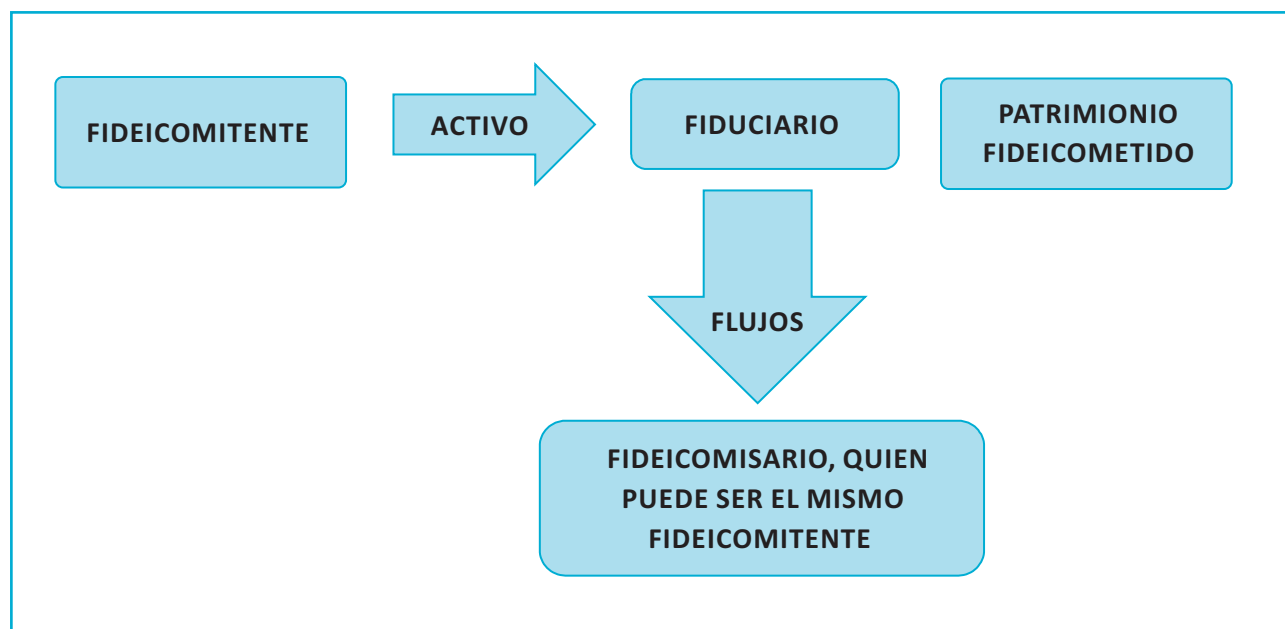 FIDEICOMITENTE
ACTIVO
FIDUCIARIO
PATRIMIONIO
FIDEICOMETIDO
FLUJOS
FIDEICOMISARIO, QUIEN
PUEDE SER EL MISMO
FIDEICOMITENTE